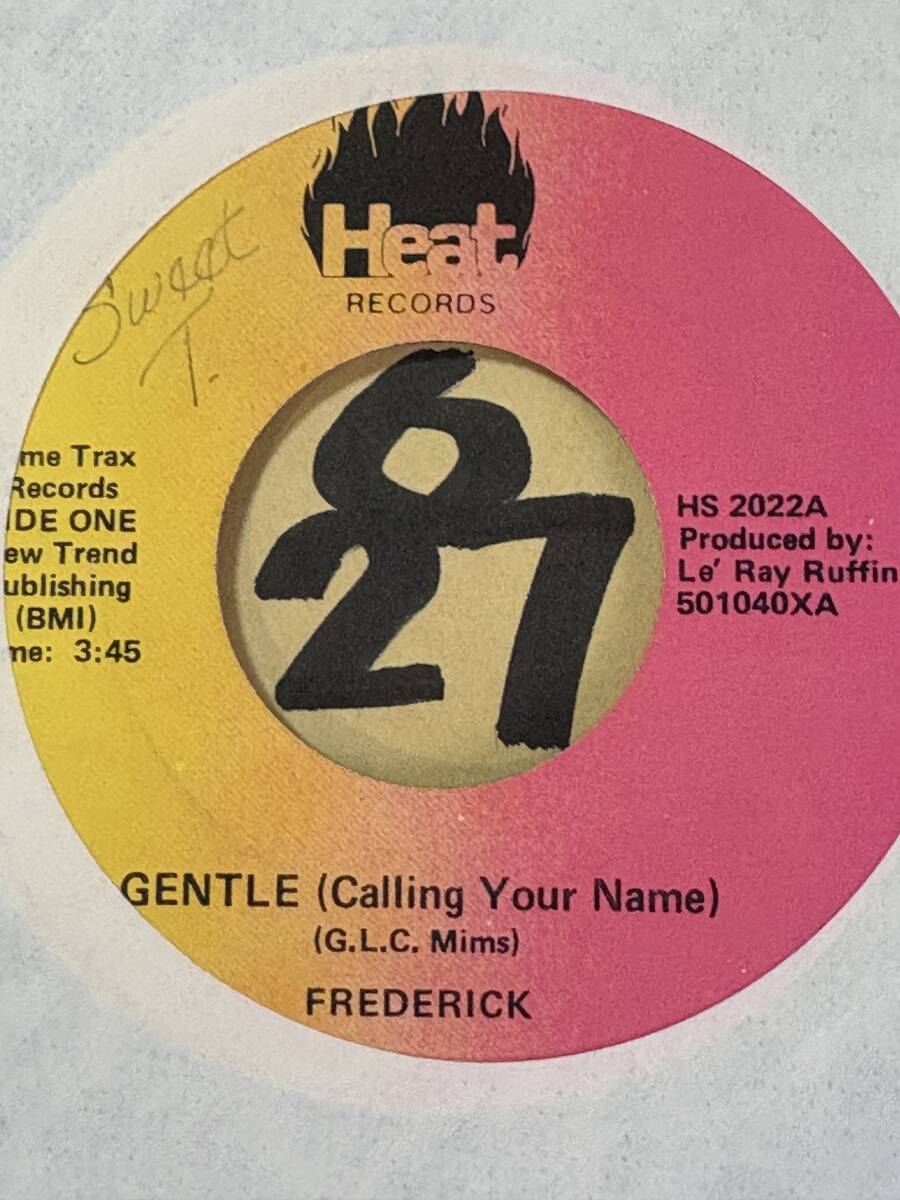 Heat
RECORDS
Sweet
T.
6
27
me Trax
Records
IDE ONE
ew Trend
ublishing
(BMI)
me: 3:45
HS 2022A
Produced by:
Le' Ray Ruffin
501040XA
GENTLE (Calling Your Name)
(G.L.C. Mims)
FREDERICK